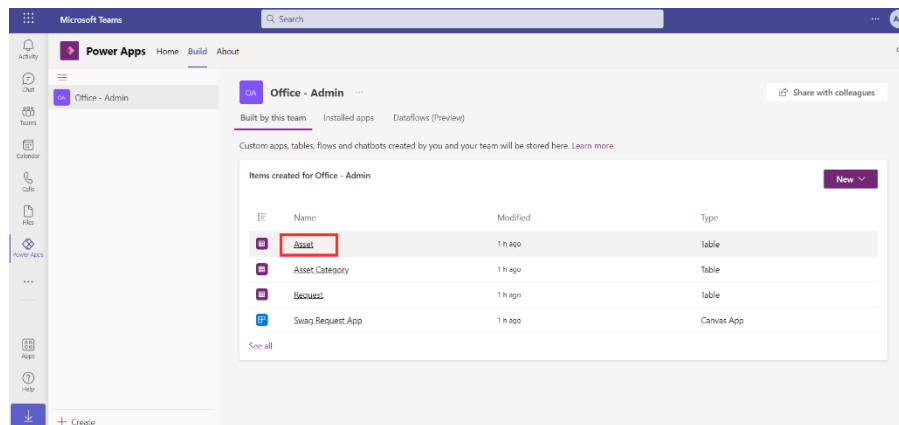 Microsoft Teams
Search
Activity
Chat
Teams
Calendar
Calls
Files
Power Apps
Apps
Help
Power Apps Home Build About
OA Office - Admin
+ Create
OA Office - Admin
Share with colleagues
Built by this team Installed apps Dataflows (Preview)
Custom apps, tables, flows and chatbots created by you and your team will be stored here. Learn more
Items created for Office - Admin
New
Name Modified Type
Asset 1 h ago Table
Asset Category 1 h ago Table
Request 1 h ago Table
Swag Request App 1 h ago Canvas App
See all